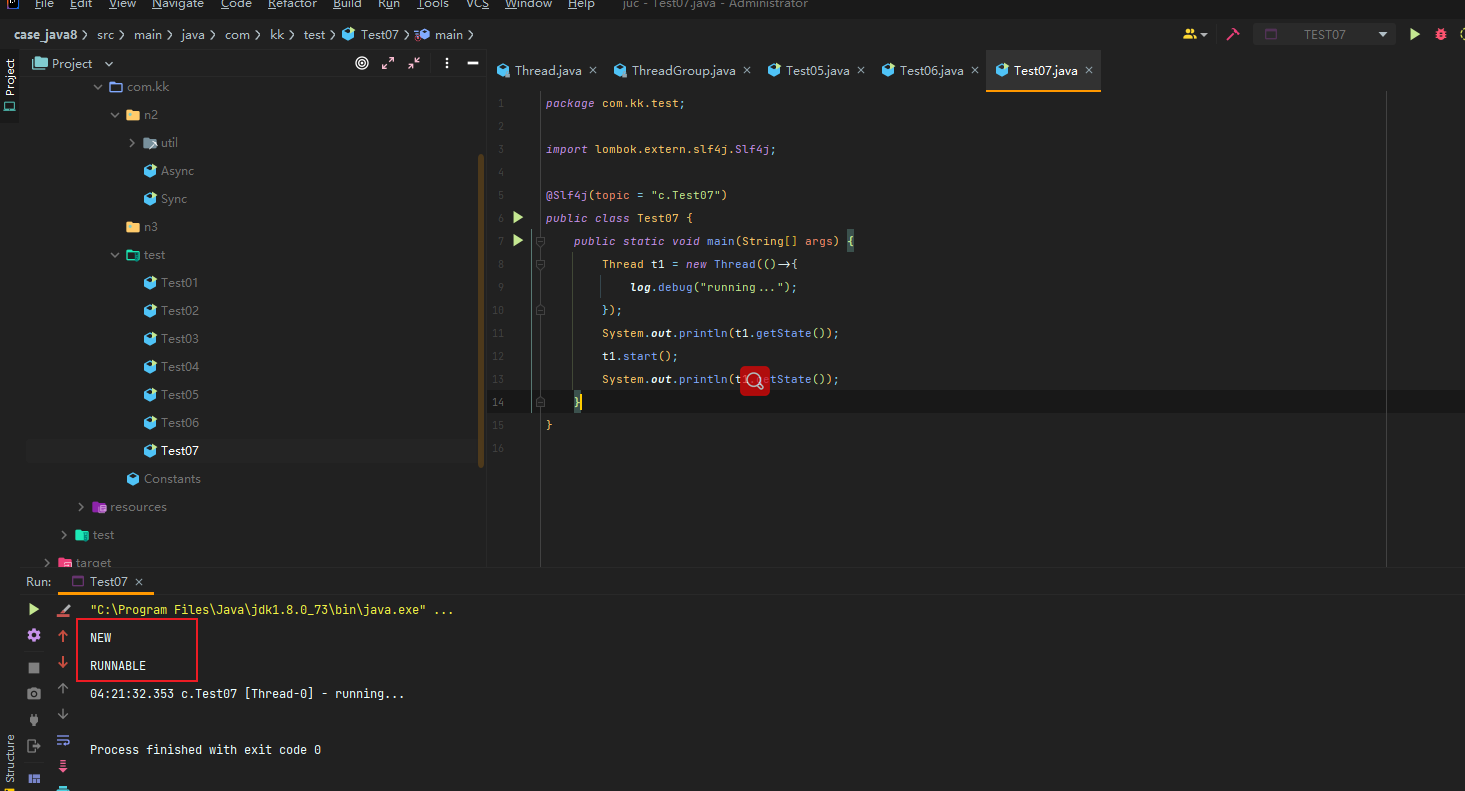 File Edit View Navigate Code Refactor Build Run Tools VCS Window Help juc - Test07.java - Administrator
case_java8 > src > main > java > com > kk > test > Test07 > main >
TEST07
Project
Project
Thread.java × ThreadGroup.java × Test05.java × Test06.java × Test07.java ×
com.kk
n2
util
Async
Sync
n3
test
Test01
Test02
Test03
Test04
Test05
Test06
Test07
Constants
resources
test
target
1 package com.kk.test;
2
3 import lombok.extern.slf4j.Slf4j;
4
5 @Slf4j(topic = "c.Test07")
6 public class Test07 {
7 public static void main(String[] args) {
8 Thread t1 = new Thread(()->{
9 log.debug("running...");
10 });
11 System.out.println(t1.getState());
12 t1.start();
13 System.out.println(t1.getState());
14 }
15 }
16
Run: Test07 ×
"C:\Program Files\Java\jdk1.8.0_73\bin\java.exe" ...
NEW
RUNNABLE
04:21:32.353 c.Test07 [Thread-0] - running...
Process finished with exit code 0
Structure